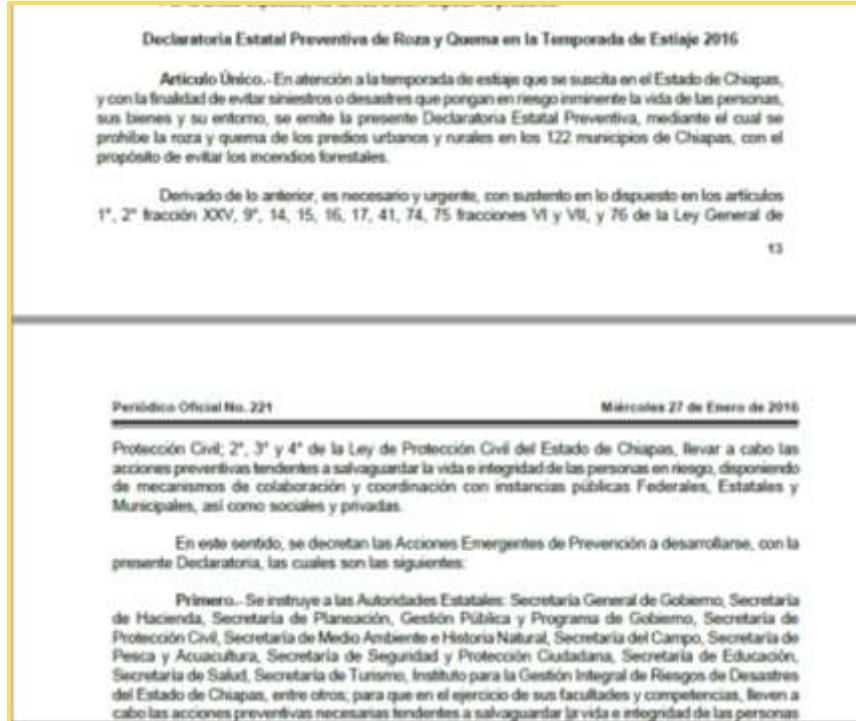 Declaratoria Estatal Preventiva de Roza y Quema en la Temporada de Estiaje 2016
Artículo Único.- En atención a la temporada de estiaje que se suscita en el Estado de Chiapas,
y con la finalidad de evitar siniestros o desastres que pongan en riesgo inminente la vida de las personas,
sus bienes y su entorno, se emite la presente Declaratoria Estatal Preventiva, mediante el cual se
prohíbe la roza y quema de los predios urbanos y rurales en los 122 municipios de Chiapas, con el
propósito de evitar los incendios forestales.
Derivado de lo anterior, es necesario y urgente, con sustento en lo dispuesto en los artículos
1°, 2° fracción XXV, 9°, 14, 15, 16, 17, 41, 74, 75 fracciones VI y VII, y 76 de la Ley General de
13
Periódico Oficial No. 221 Miércoles 27 de Enero de 2016
Protección Civil; 2°, 3° y 4° de la Ley de Protección Civil del Estado de Chiapas, llevar a cabo las
acciones preventivas tendentes a salvaguardar la vida e integridad de las personas en riesgo, disponiendo
de mecanismos de colaboración y coordinación con instancias públicas Federales, Estatales y
Municipales, así como sociales y privadas.
En este sentido, se decretan las Acciones Emergentes de Prevención a desarrollarse, con la
presente Declaratoria, las cuales son las siguientes:
Primero.- Se instruye a las Autoridades Estatales: Secretaría General de Gobierno, Secretaría
de Hacienda, Secretaría de Planeación, Gestión Pública y Programa de Gobierno, Secretaría de
Protección Civil, Secretaría de Medio Ambiente e Historia Natural, Secretaría del Campo, Secretaría de
Pesca y Acuacultura, Secretaría de Seguridad y Protección Ciudadana, Secretaría de Educación,
Secretaría de Salud, Secretaría de Turismo, Instituto para la Gestión Integral de Riesgos de Desastres
del Estado de Chiapas, entre otros; para que en el ejercicio de sus facultades y competencias, lleven a
cabo las acciones preventivas necesarias tendentes a salvaguardar la vida e integridad de las personas